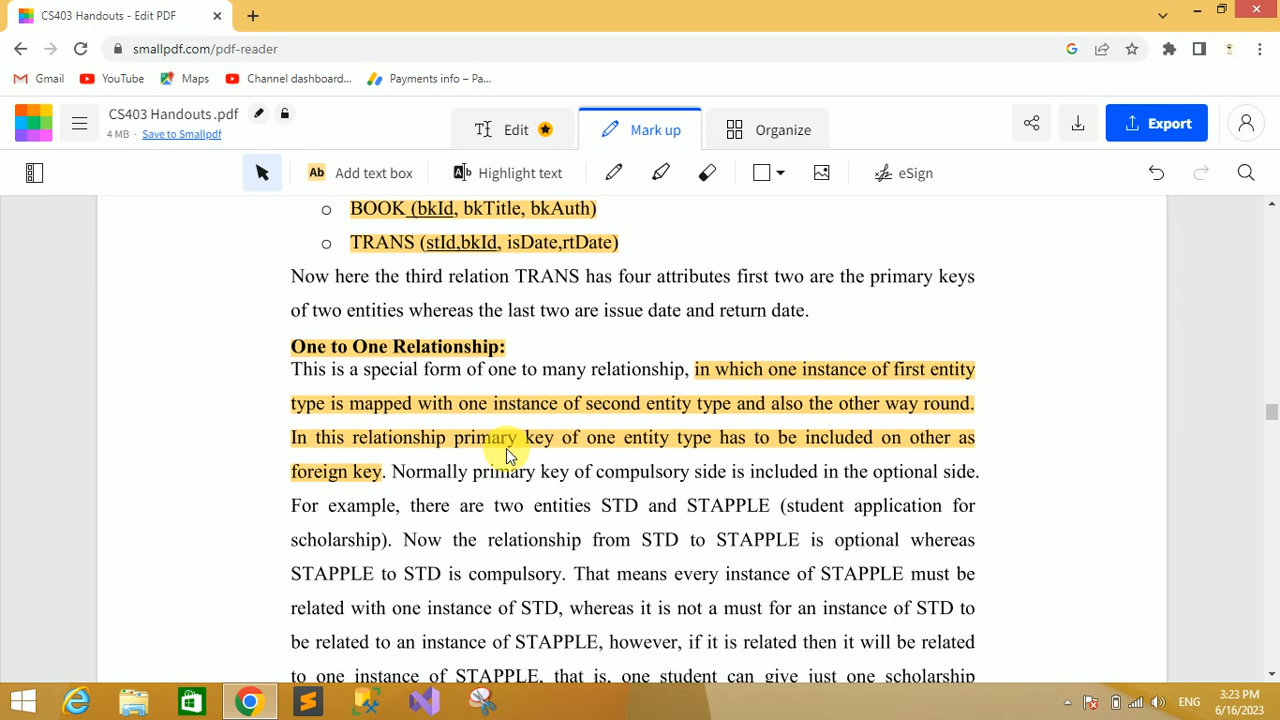 CS403 Handouts - Edit PDF
smallpdf.com/pdf-reader
Gmail YouTube Maps Channel dashboard... Payments info – Pa...
CS403 Handouts .pdf
4 MB · Save to Smallpdf
Edit Mark up Organize
Export
Ab Add text box Highlight text eSign
o BOOK (bkId, bkTitle, bkAuth)
o TRANS (stId,bkId, isDate,rtDate)
Now here the third relation TRANS has four attributes first two are the primary keys
of two entities whereas the last two are issue date and return date.
One to One Relationship:
This is a special form of one to many relationship, in which one instance of first entity
type is mapped with one instance of second entity type and also the other way round.
In this relationship primary key of one entity type has to be included on other as
foreign key. Normally primary key of compulsory side is included in the optional side.
For example, there are two entities STD and STAPPLE (student application for
scholarship). Now the relationship from STD to STAPPLE is optional whereas
STAPPLE to STD is compulsory. That means every instance of STAPPLE must be
related with one instance of STD, whereas it is not a must for an instance of STD to
be related to an instance of STAPPLE, however, if it is related then it will be related
to one instance of STAPPLE, that is, one student can give just one scholarship
ENG
3:23 PM
6/16/2023